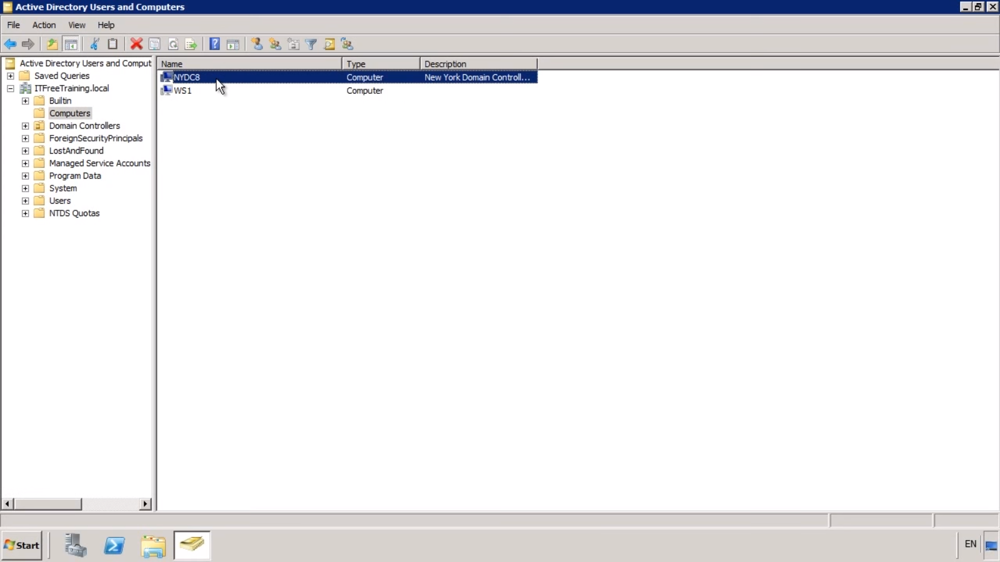 Active Directory Users and Computers
File Action View Help
Active Directory Users and Comput
Saved Queries
ITFreeTraining.local
Builtin
Computers
Domain Controllers
ForeignSecurityPrincipals
LostAndFound
Managed Service Accounts
Program Data
System
Users
NTDS Quotas
Name Type Description
NYDC8 Computer New York Domain Controll...
WS1 Computer
Start
EN